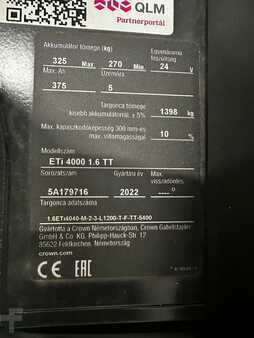 QLM
Partnerportál
Akkumulátor tömege (kg)
Egyenáramú
feszültség
325 Max. 270 Min. 24 V
Max. Ah
Üzemóra
375 5
Targonca tömege
kisebb akkumulátorral, ± 5% 1398 kg
Max. kapaszkodóképesség 300 mm-es
max. villamagassággal 10 %
Modellszám
ETi 4000 1.6 TT
Sorozatszám
Gyártási év
Max.
visszadöntés.
5A179716 2022 ---- °
Targonca adatszáma
1.6ETi4040-M-2-3-L1200-T-F-TT-5400
Gyártotta a Crown Németországban, Crown Gabelstapler
GmbH & Co. KG, Philipp-Hauck-Str. 12
85622 Feldkirchen, Németország
crown.com
CE EAC